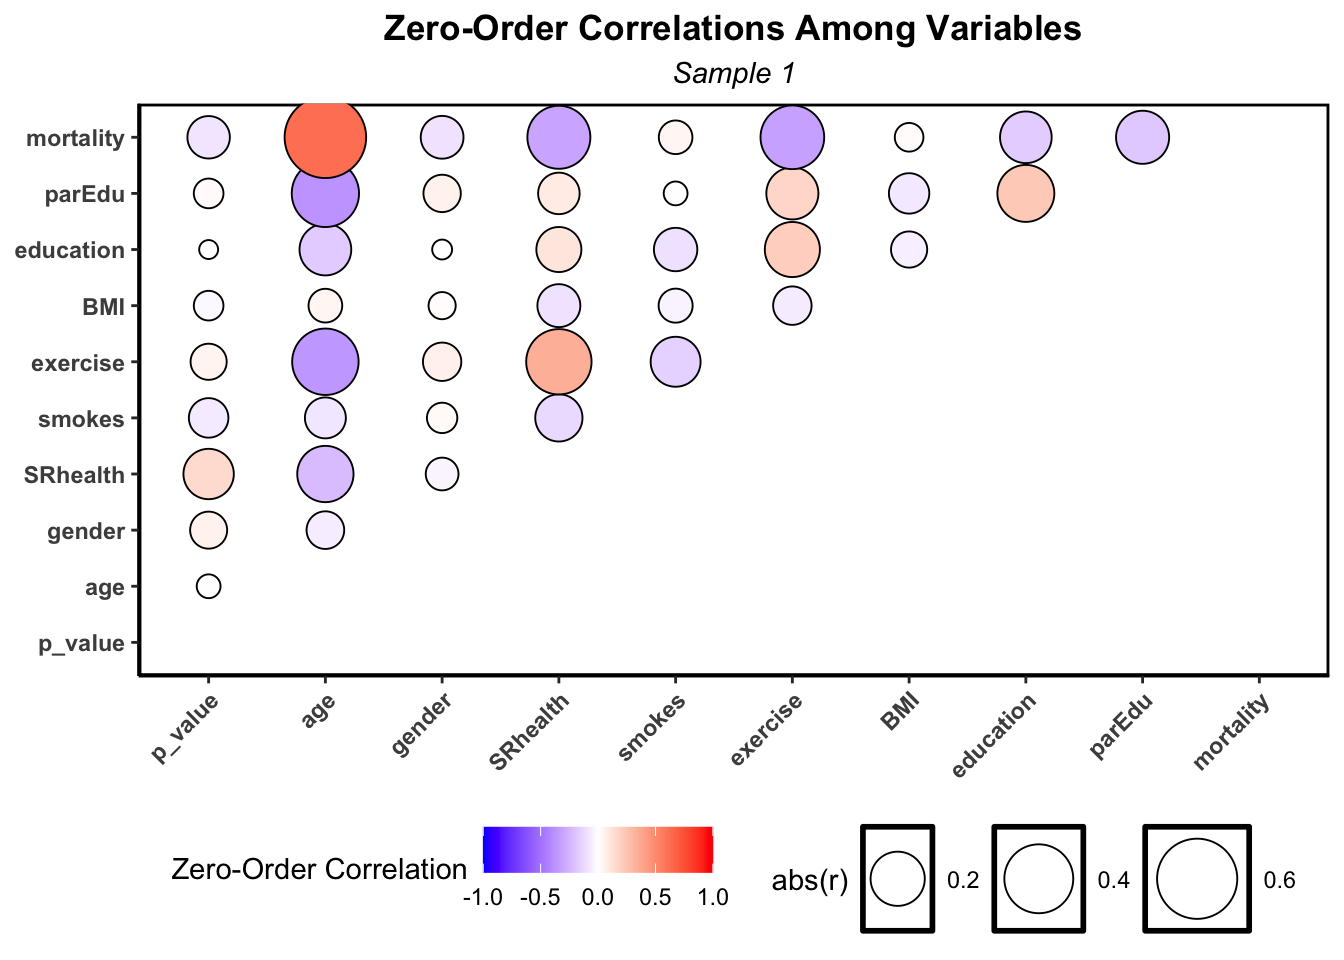 Zero-Order Correlations Among Variables
Sample 1
mortality
parEdu
education
BMI
exercise
smokes
SRhealth
gender
age
p_value
p_value age gender SRhealth smokes exercise BMI education parEdu mortality
Zero-Order Correlation
-1.0 -0.5 0.0 0.5 1.0
abs(r) 0.2 0.4 0.6